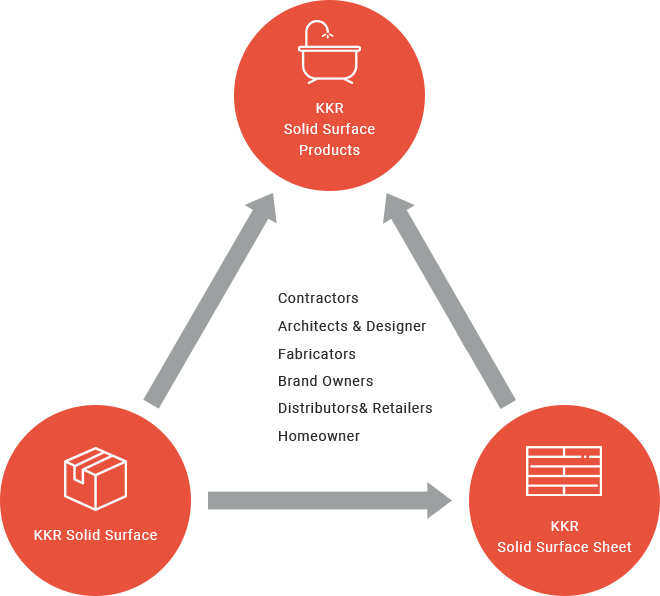 KKR
Solid Surface
Products
Contractors
Architects & Designer
Fabricators
Brand Owners
Distributors& Retailers
Homeowner
KKR Solid Surface
KKR
Solid Surface Sheet